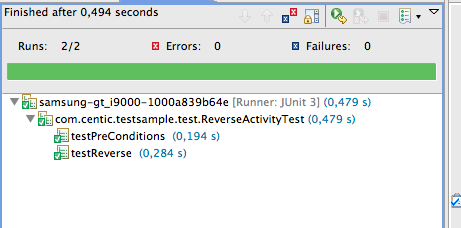 Finished after 0,494 seconds
Runs: 2/2 Errors: 0 Failures: 0
samsung-gt_i9000-1000a839b64e [Runner: JUnit 3] (0,479 s)
com.centic.testsample.test.ReverseActivityTest (0,479 s)
testPreConditions (0,194 s)
testReverse (0,284 s)